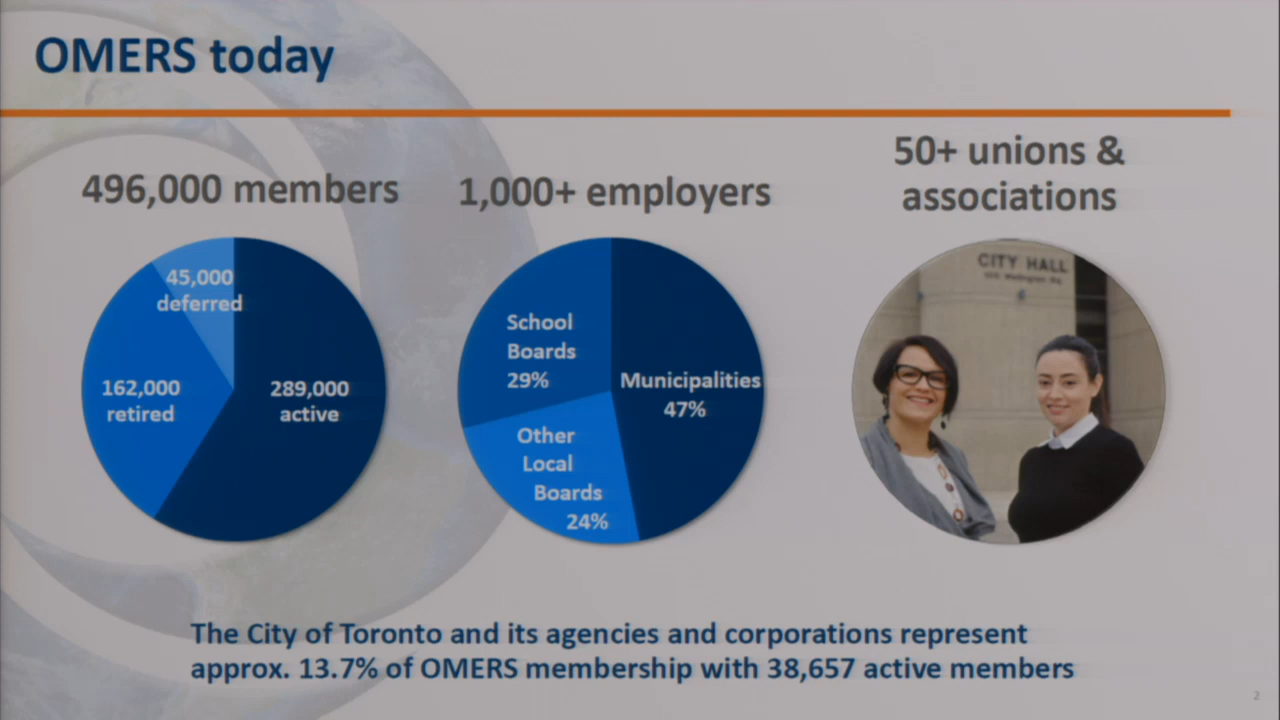 OMERS today
496,000 members
45,000
deferred
162,000
retired
289,000
active
1,000+ employers
School
Boards
29%
Municipalities
47%
Other
Local
Boards
24%
50+ unions &
associations
CITY HALL
The City of Toronto and its agencies and corporations represent
approx. 13.7% of OMERS membership with 38,657 active members
2